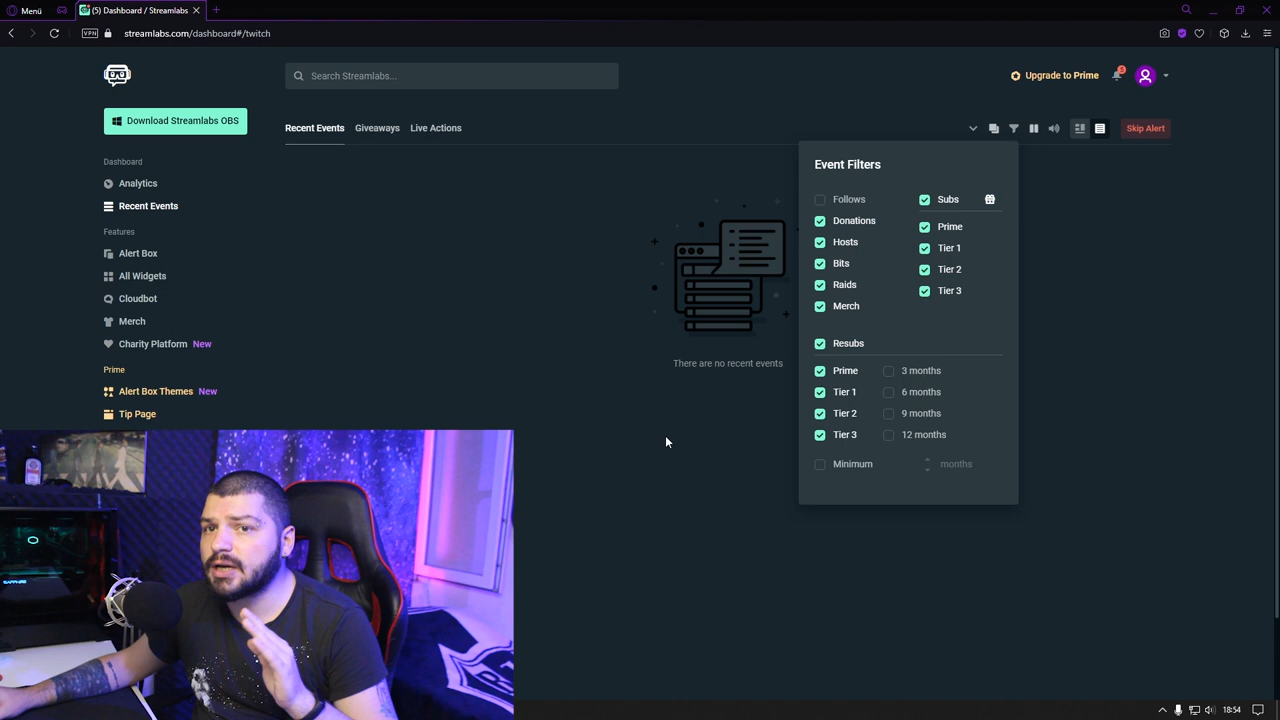 Menü
(5) Dashboard / Streamlabs
VPN
streamlabs.com/dashboard#/twitch
Search Streamlabs...
Upgrade to Prime
5
Download Streamlabs OBS
Recent Events
Giveaways
Live Actions
Skip Alert
Dashboard
Analytics
Recent Events
Features
Alert Box
All Widgets
Cloudbot
Merch
Charity Platform New
Prime
Alert Box Themes New
Tip Page
There are no recent events
Event Filters
Follows
Donations
Hosts
Bits
Raids
Merch
Subs
Prime
Tier 1
Tier 2
Tier 3
Resubs
Prime
3 months
Tier 1
6 months
Tier 2
9 months
Tier 3
12 months
Minimum
months
18:54